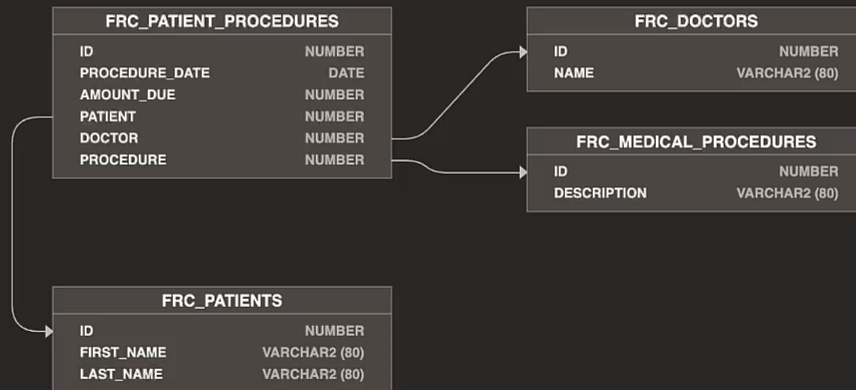 FRC_PATIENT_PROCEDURES
ID NUMBER
PROCEDURE_DATE DATE
AMOUNT_DUE NUMBER
PATIENT NUMBER
DOCTOR NUMBER
PROCEDURE NUMBER
FRC_DOCTORS
ID NUMBER
NAME VARCHAR2 (80)
FRC_MEDICAL_PROCEDURES
ID NUMBER
DESCRIPTION VARCHAR2 (80)
FRC_PATIENTS
ID NUMBER
FIRST_NAME VARCHAR2 (80)
LAST_NAME VARCHAR2 (80)